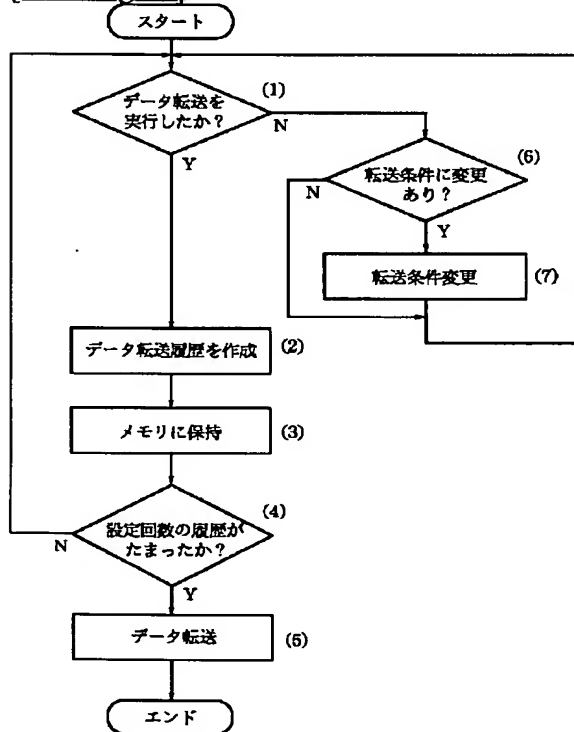 スタート
データ転送を
実行したか？
(1)
N
Y
転送条件に変更
あり？
(6)
N
Y
転送条件変更
(7)
データ転送履歴を作成
(2)
メモリに保持
(3)
設定回数の履歴が
たまったか？
(4)
N
Y
データ転送
(5)
エンド